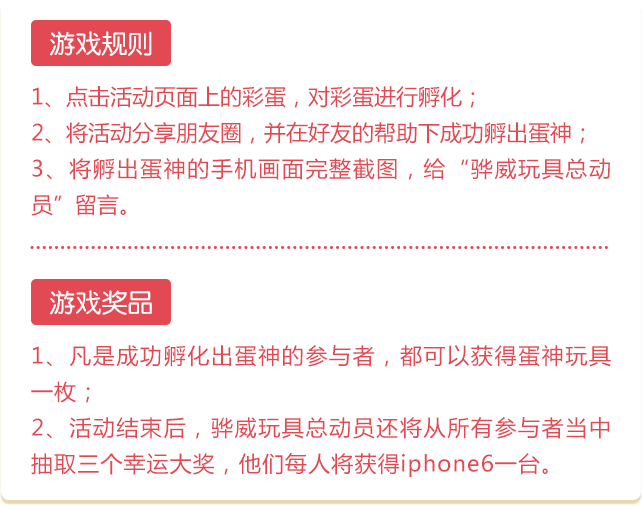 游戏规则
1、点击活动页面上的彩蛋，对彩蛋进行孵化；
2、将活动分享朋友圈，并在好友的帮助下成功孵出蛋神；
3、将孵出蛋神的手机画面完整截图，给“骅威玩具总动
员”留言。
游戏奖品
1、凡是成功孵化出蛋神的参与者，都可以获得蛋神玩具
一枚；
2、活动结束后，骅威玩具总动员还将从所有参与者当中
抽取三个幸运大奖，他们每人将获得iphone6一台。